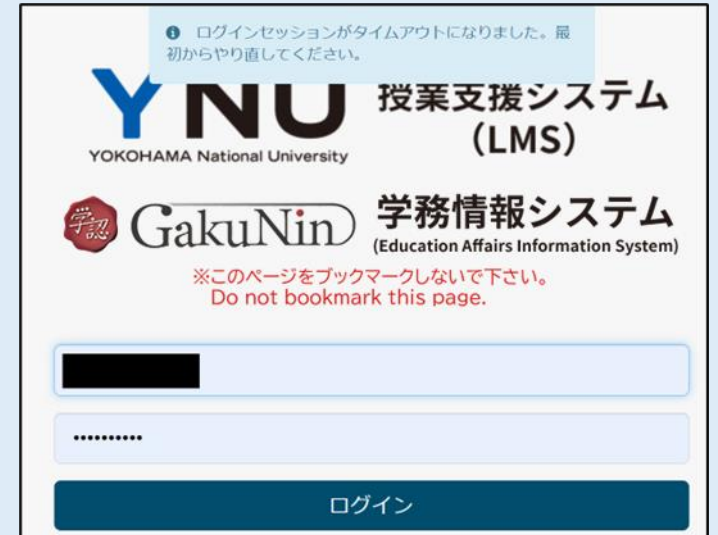 ログインセッションがタイムアウトになりました。最
初からやり直してください。
YNU
YOKOHAMA National University
授業支援システム
（LMS）
学認
GakuNin
学務情報システム
(Education Affairs Information System)
※このページをブックマークしないで下さい。
Do not bookmark this page.
••••••••••
ログイン